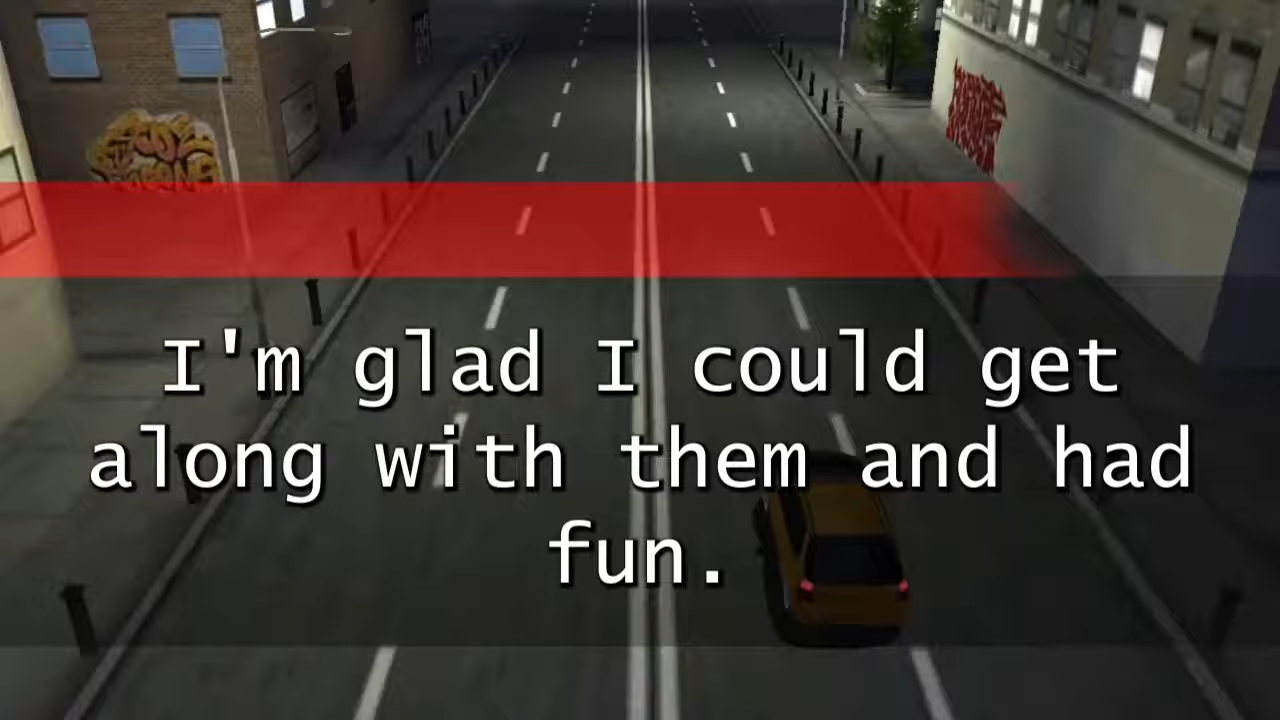 I'm glad I could get
along with them and had
fun.